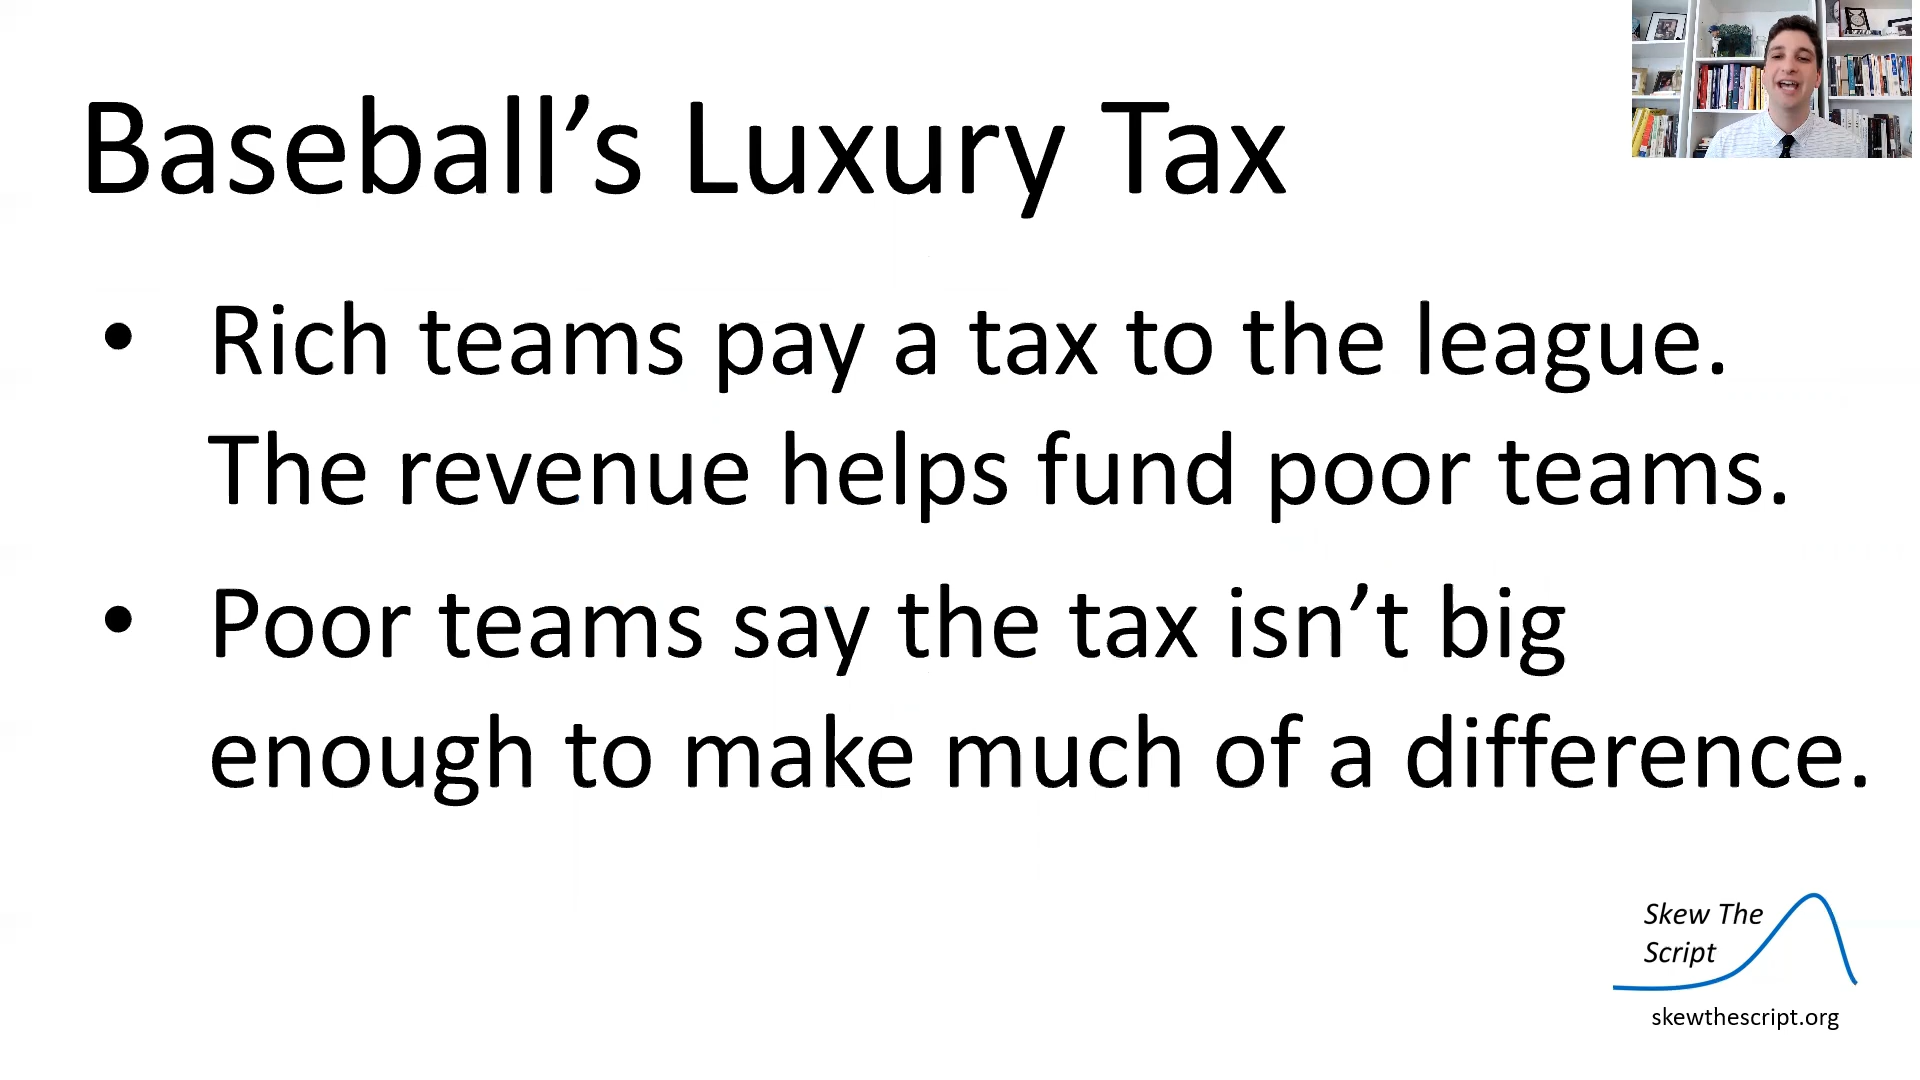 Baseball’s Luxury Tax
• Rich teams pay a tax to the league.
The revenue helps fund poor teams.
• Poor teams say the tax isn’t big
enough to make much of a difference.
Skew The
Script
skewthescript.org